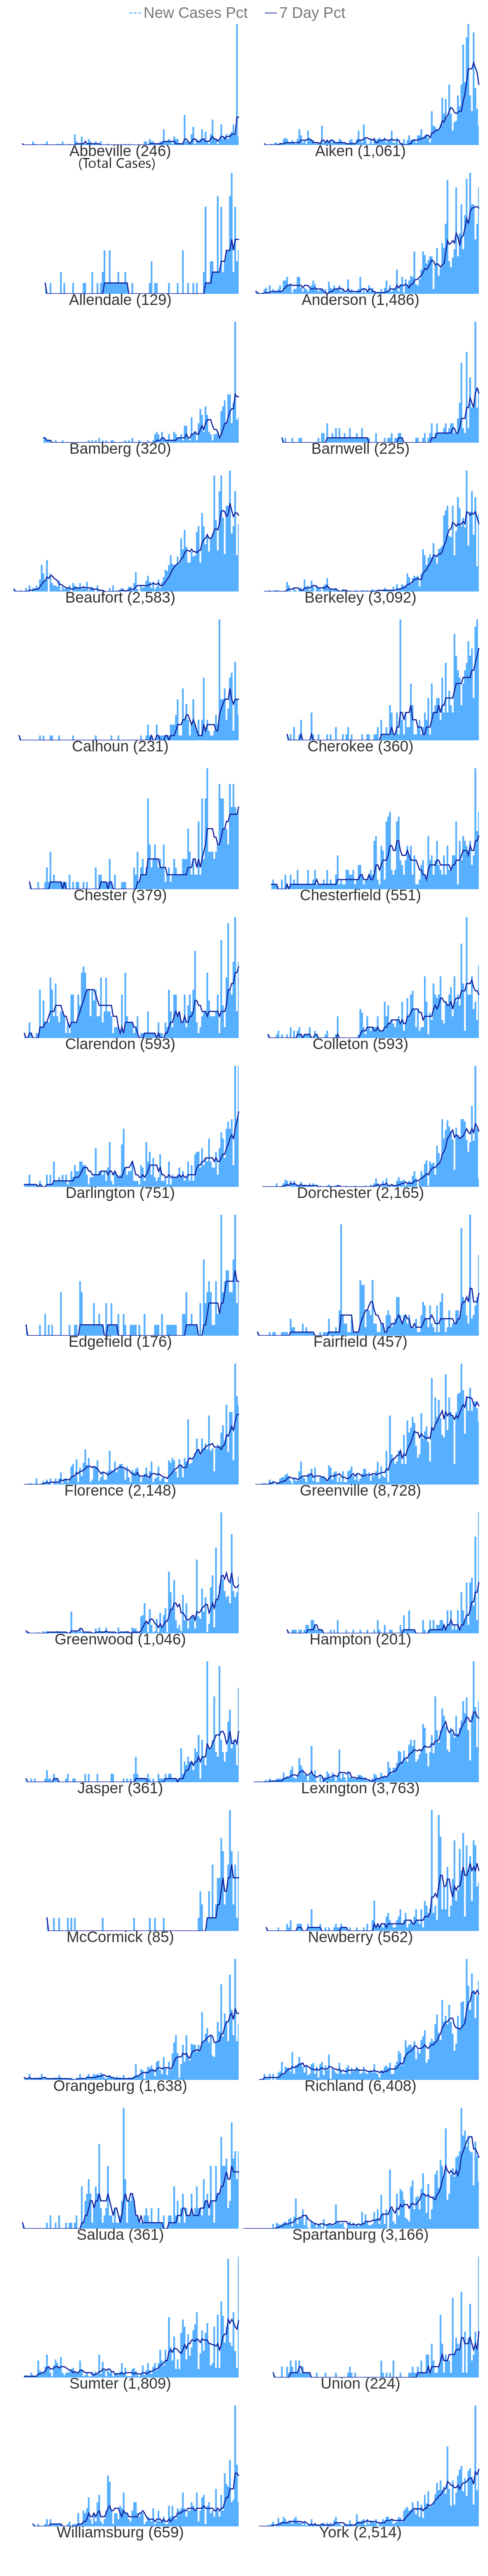 New Cases Pct 7 Day Pct
Abbeville (246) Aiken (1,061)
(Total Cases)
Allendale (129) Anderson (1,486)
Bamberg (320) Barnwell (225)
Beaufort (2,583) Berkeley (3,092)
Calhoun (231) Cherokee (360)
Chester (379) Chesterfield (551)
Clarendon (593) Colleton (593)
Darlington (751) Dorchester (2,165)
Edgefield (176) Fairfield (457)
Florence (2,148) Greenville (8,728)
Greenwood (1,046) Hampton (201)
Jasper (361) Lexington (3,763)
McCormick (85) Newberry (562)
Orangeburg (1,638) Richland (6,408)
Saluda (361) Spartanburg (3,166)
Sumter (1,809) Union (224)
Williamsburg (659) York (2,514)